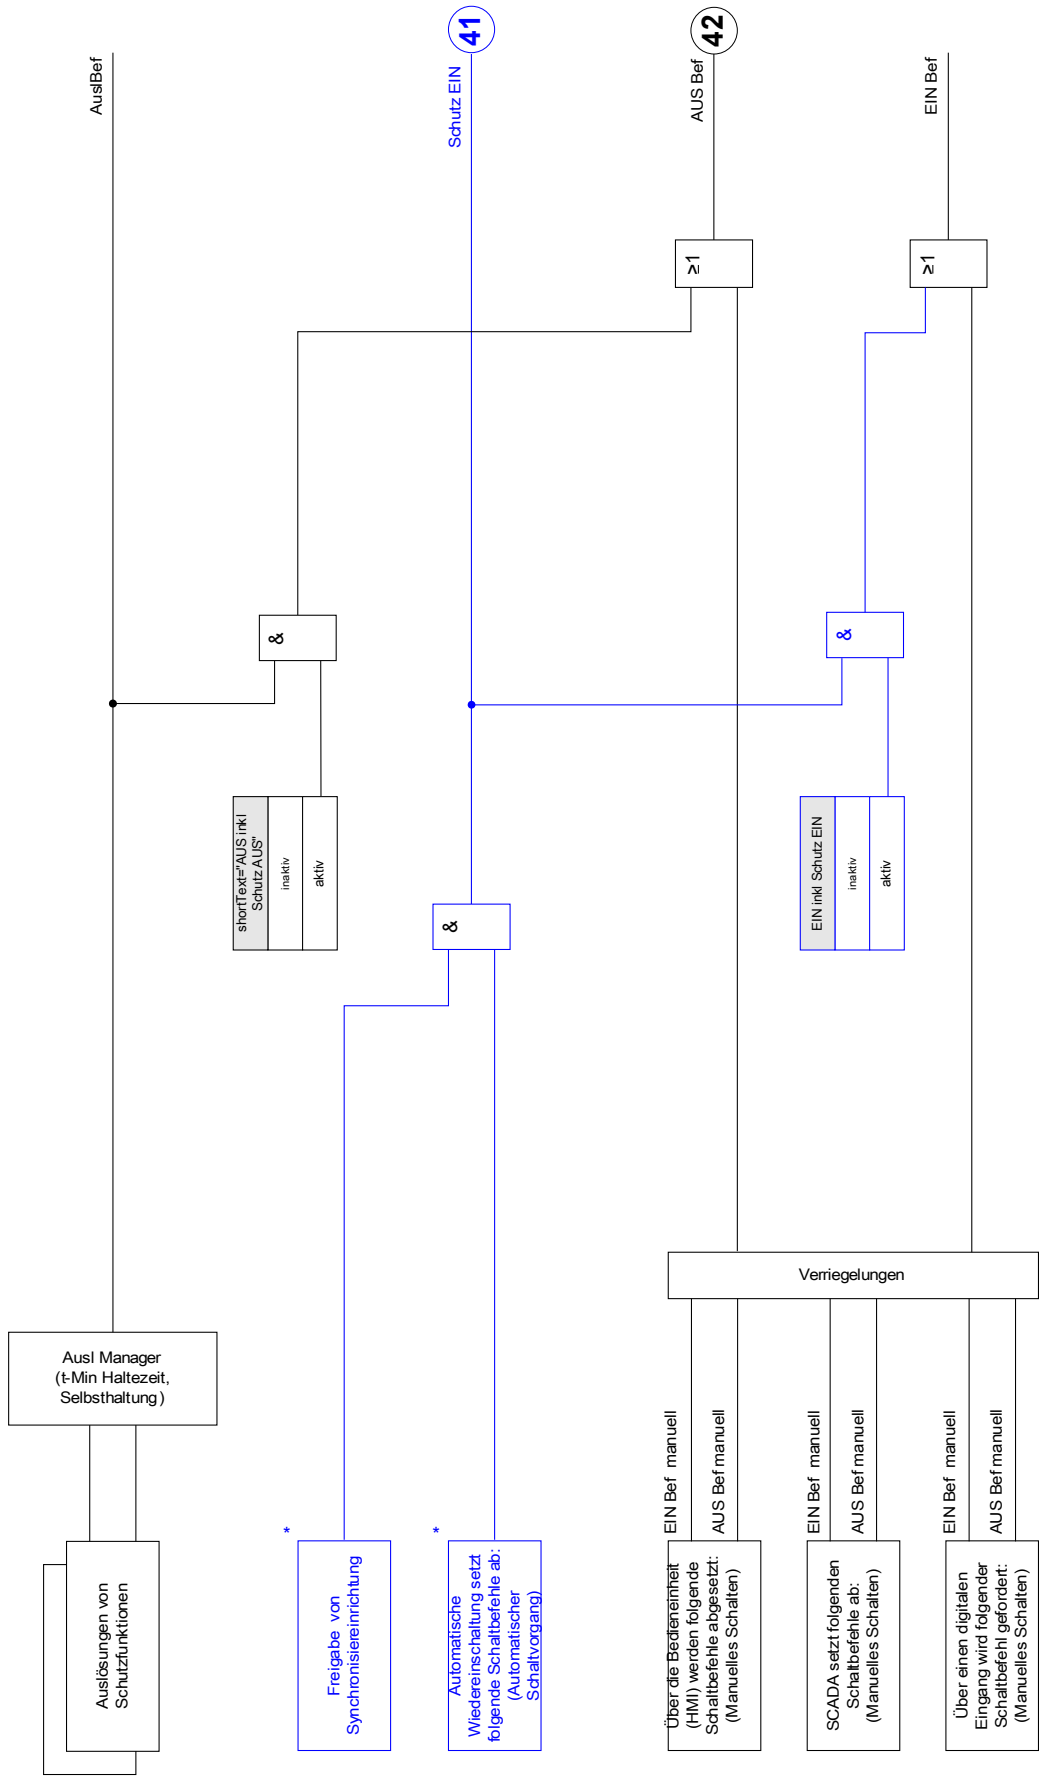 AuslBef
41
Schutz EIN
42
AUS Bef
EIN Bef
≥1
≥1
&
&
shortText="AUS inkl
Schutz AUS"
inaktiv
aktiv
EIN inkl Schutz EIN
inaktiv
aktiv
&
Verriegelungen
Ausl Manager
(t-Min Haltezeit,
Selbsthaltung)
EIN Bef manuell
AUS Bef manuell
EIN Bef manuell
AUS Bef manuell
EIN Bef manuell
AUS Bef manuell
*
*
Auslösungen von
Schutzfunktionen
Freigabe von
Synchronisiereinrichtung
Automatische
Wiedereinschaltung setzt
folgende Schaltbefehle ab:
(Automatischer
Schaltvorgang)
Über die Bedieneinheit
(HMI) werden folgende
Schaltbefehle abgesetzt:
(Manuelles Schalten)
SCADA setzt folgenden
Schaltbefehle ab:
(Manuelles Schalten)
Über einen digitalen
Eingang wird folgender
Schaltbefehl gefordert:
(Manuelles Schalten)